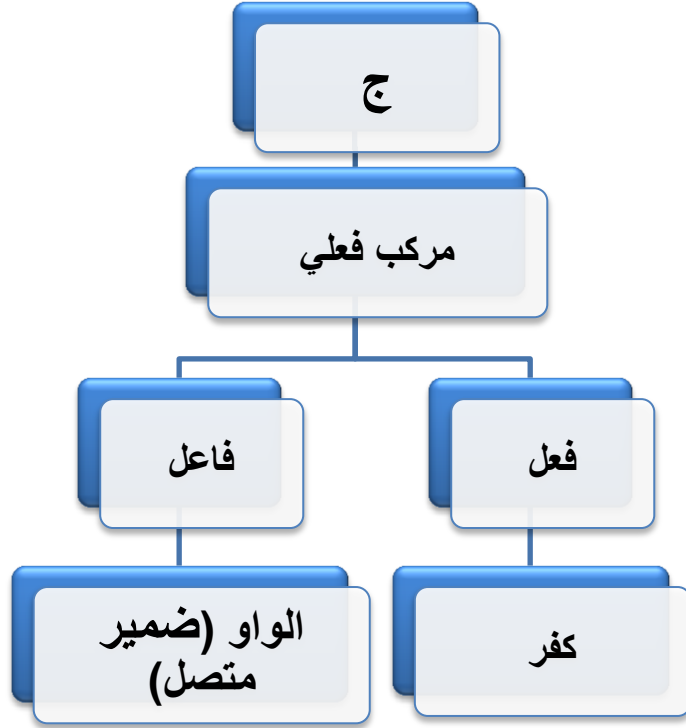 ج
مركب فعلي
فعل
فاعل
كفر
الواو (ضمير
متصل)